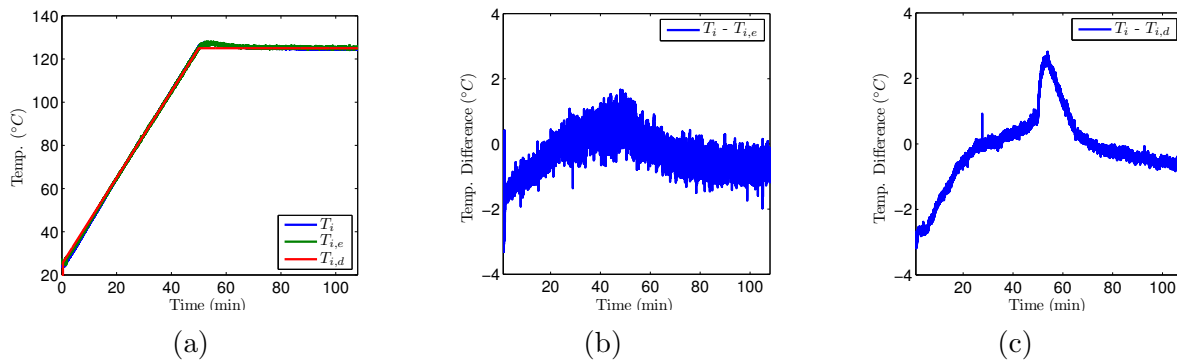 140
120
100
80
60
40
20
0 20 40 60 80 100
Temp. (°C)
Time (min)
T_i
T_{i,e}
T_{i,d}
(a)
4
2
0
−2
−4
20 40 60 80 100
Temp. Difference (°C)
Time (min)
T_i - T_{i,e}
(b)
4
2
0
−2
−4
20 40 60 80 100
Temp. Difference (°C)
Time (min)
T_i - T_{i,d}
(c)